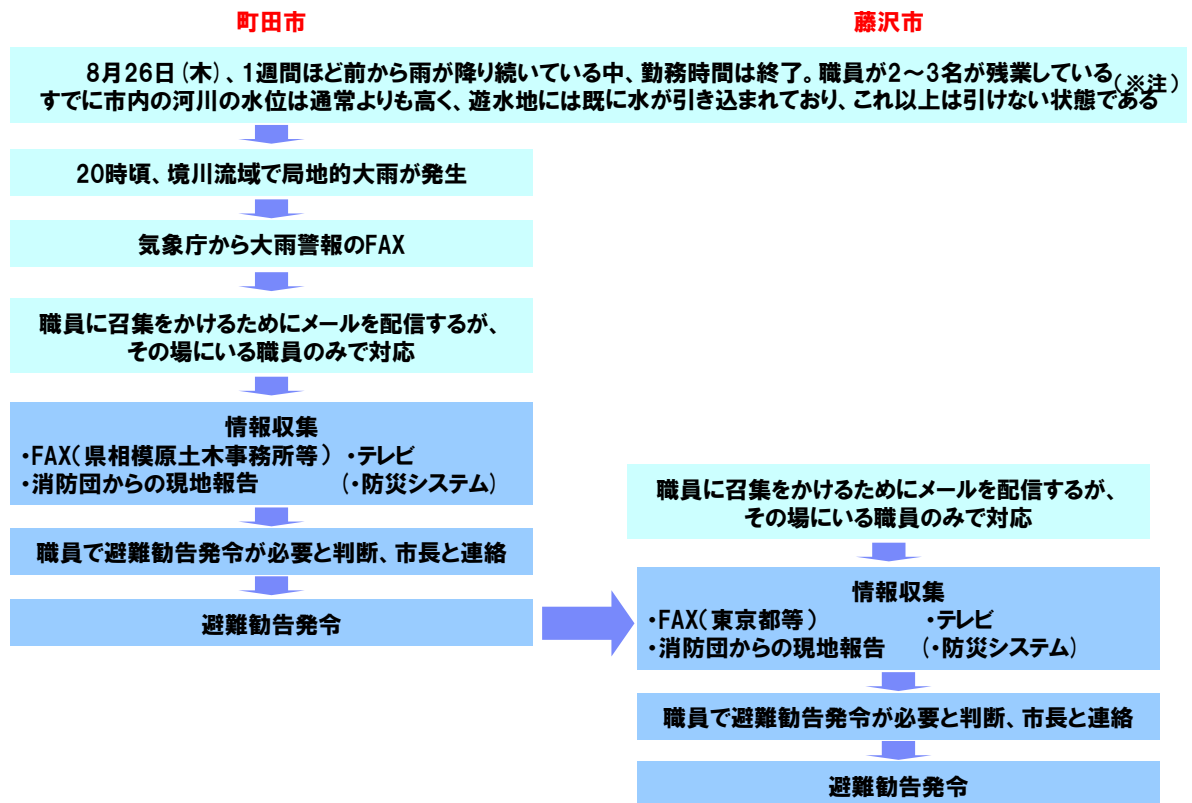 町田市
藤沢市
8月26日(木)、1週間ほど前から雨が降り続いている中、勤務時間は終了。職員が2～3名が残業している(※注)
すでに市内の河川の水位は通常よりも高く、遊水地には既に水が引き込まれており、これ以上は引けない状態である
20時頃、境川流域で局地的大雨が発生
気象庁から大雨警報のFAX
職員に召集をかけるためにメールを配信するが、
その場にいる職員のみで対応
情報収集
・FAX(県相模原土木事務所等) ・テレビ
・消防団からの現地報告 (・防災システム)
職員で避難勧告発令が必要と判断、市長と連絡
避難勧告発令
職員に召集をかけるためにメールを配信するが、
その場にいる職員のみで対応
情報収集
・FAX(東京都等) ・テレビ
・消防団からの現地報告 (・防災システム)
職員で避難勧告発令が必要と判断、市長と連絡
避難勧告発令